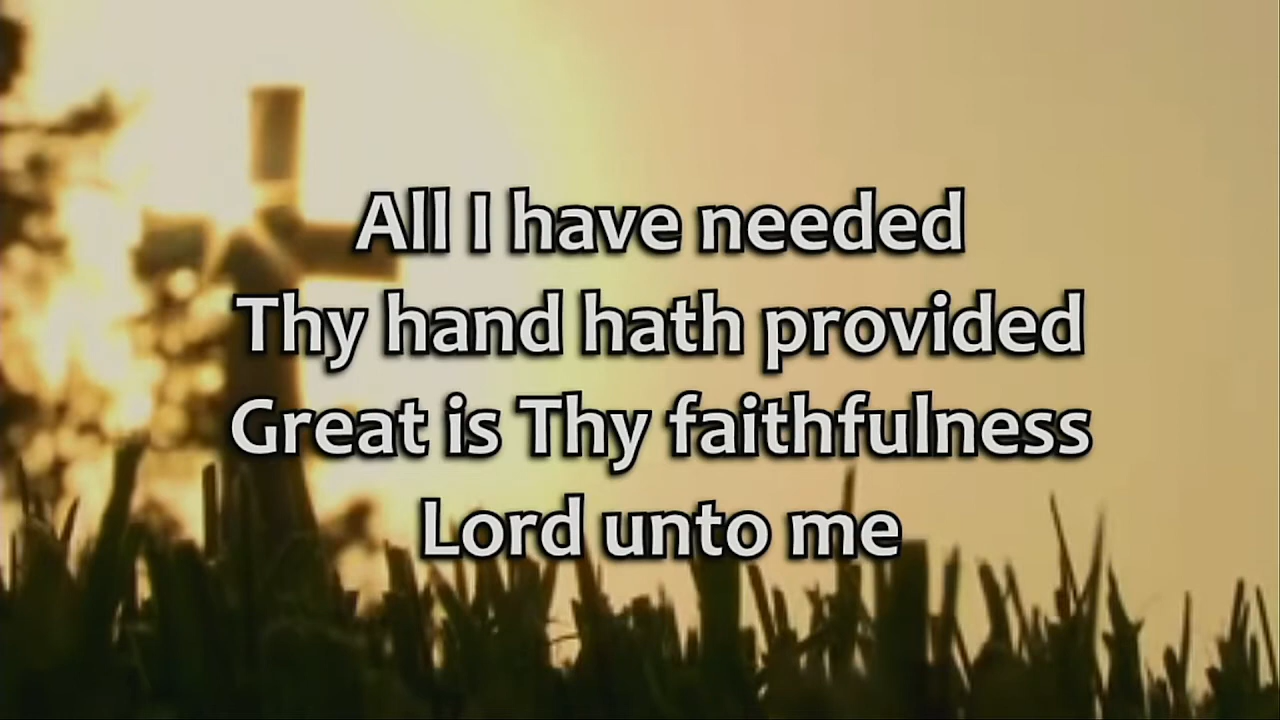 All I have needed
Thy hand hath provided
Great is Thy faithfulness
Lord unto me